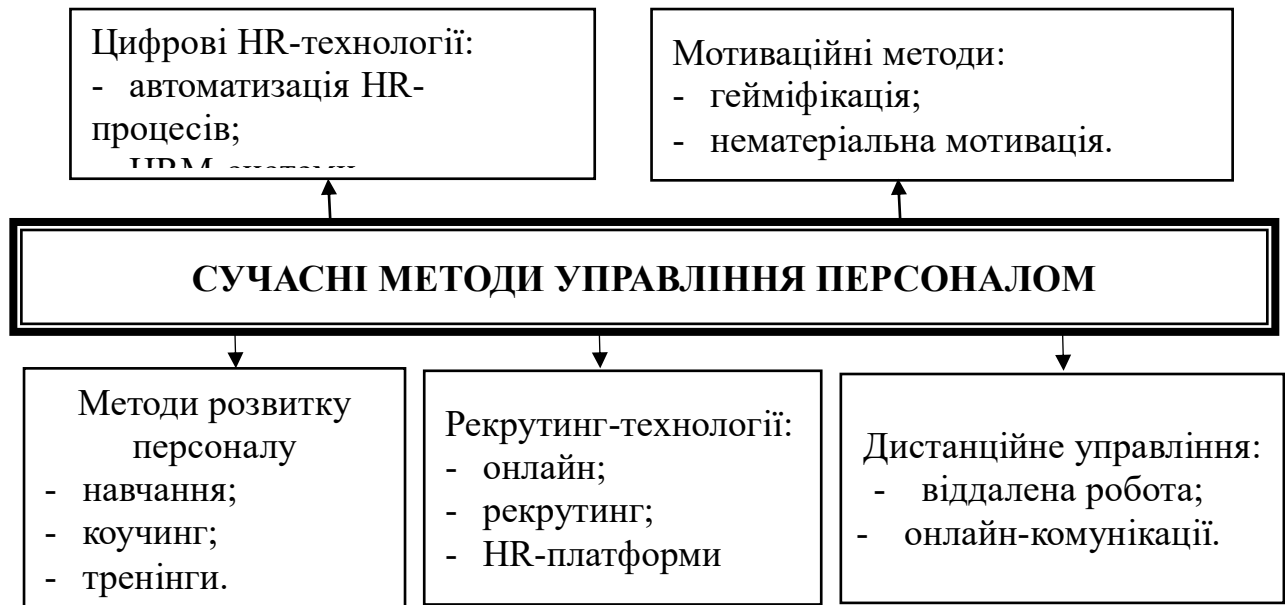 Цифрові HR-технології:
- автоматизація HR-
процесів;
Мотиваційні методи:
- гейміфікація;
- нематеріальна мотивація.
СУЧАСНІ МЕТОДИ УПРАВЛІННЯ ПЕРСОНАЛОМ
Методи розвитку
персоналу
- навчання;
- коучинг;
- тренінги.
Рекрутинг-технології:
- онлайн;
- рекрутинг;
- HR-платформи
Дистанційне управління:
- віддалена робота;
- онлайн-комунікації.